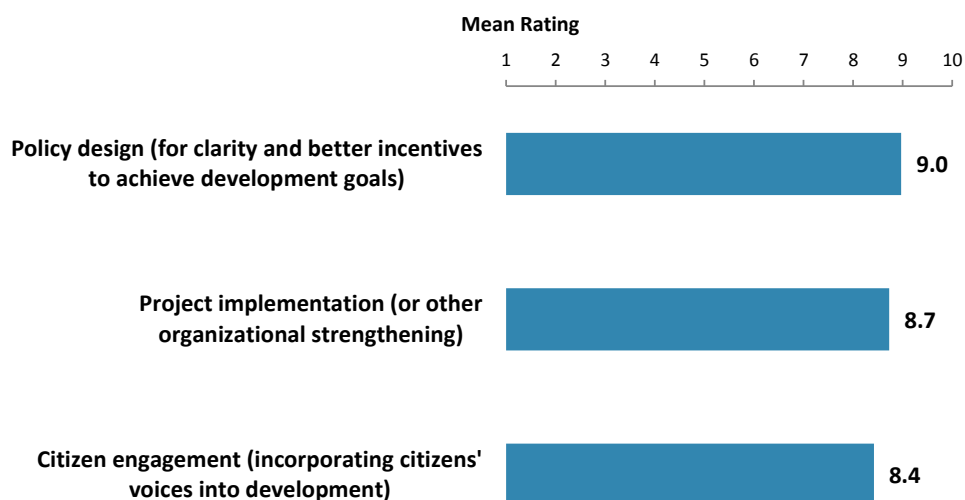 Mean Rating
1 2 3 4 5 6 7 8 9 10
Policy design (for clarity and better incentives
to achieve development goals)
9.0
Project implementation (or other
organizational strengthening)
8.7
Citizen engagement (incorporating citizens'
voices into development)
8.4